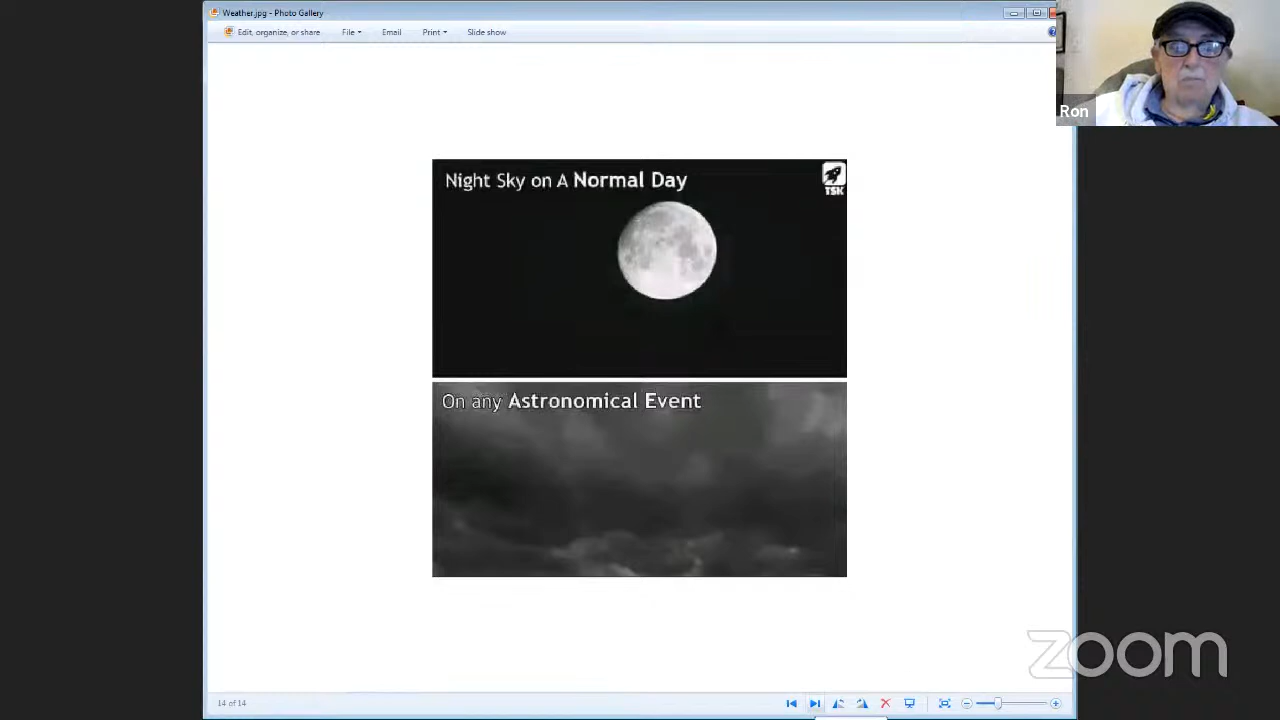 Weather.jpg - Photo Gallery
Edit, organize, or share File Email Print Slide show
Ron
Night Sky on A Normal Day
TSK
On any Astronomical Event
zoom
14 of 14